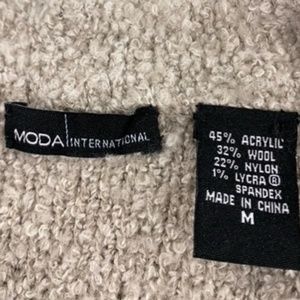 MODA INTERNATIONAL
45% ACRYLIC
32% WOOL
22% NYLON
1% LYCRA ®
SPANDEX
MADE IN CHINA
M